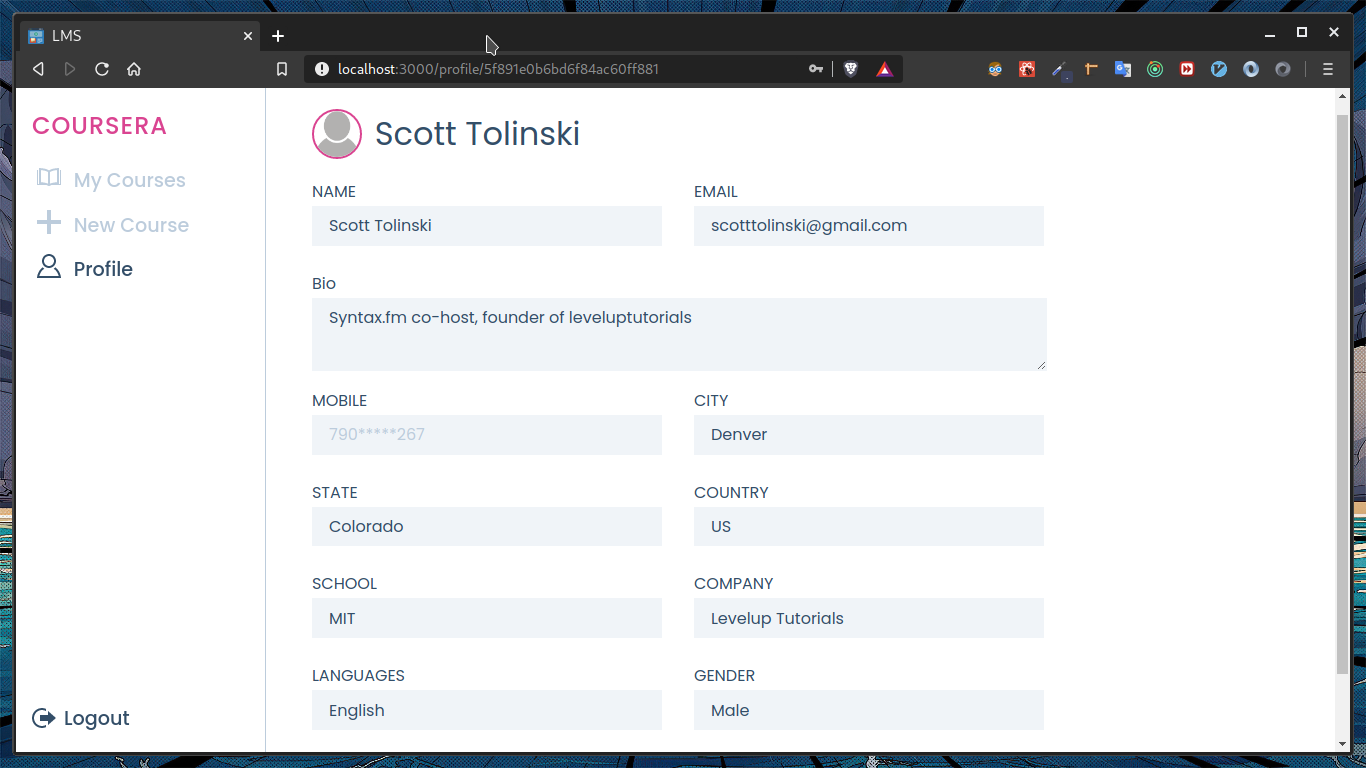 LMS
localhost:3000/profile/5f891e0b6bd6f84ac60ff881
COURSERA
My Courses
New Course
Profile
Logout
Scott Tolinski
NAME EMAIL
Scott Tolinski scotttolinski@gmail.com
Bio
Syntax.fm co-host, founder of leveluptutorials
MOBILE CITY
790*****267 Denver
STATE COUNTRY
Colorado US
SCHOOL COMPANY
MIT Levelup Tutorials
LANGUAGES GENDER
English Male